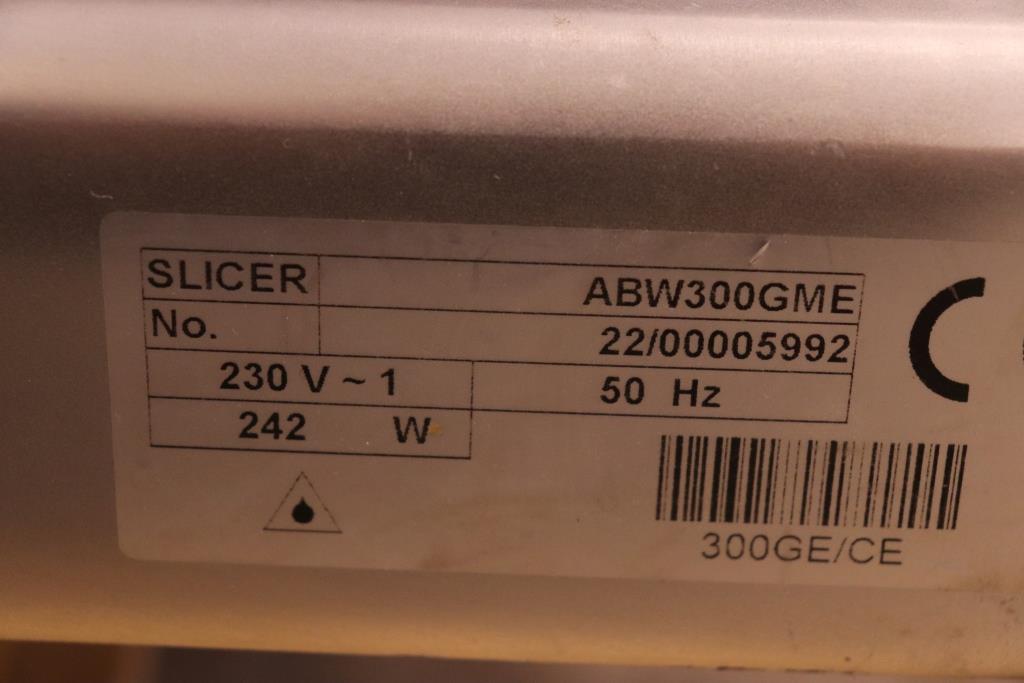 SLICER ABW300GME
No. 22/00005992
230 V ~ 1 50 Hz
242 W
300GE/CE
C